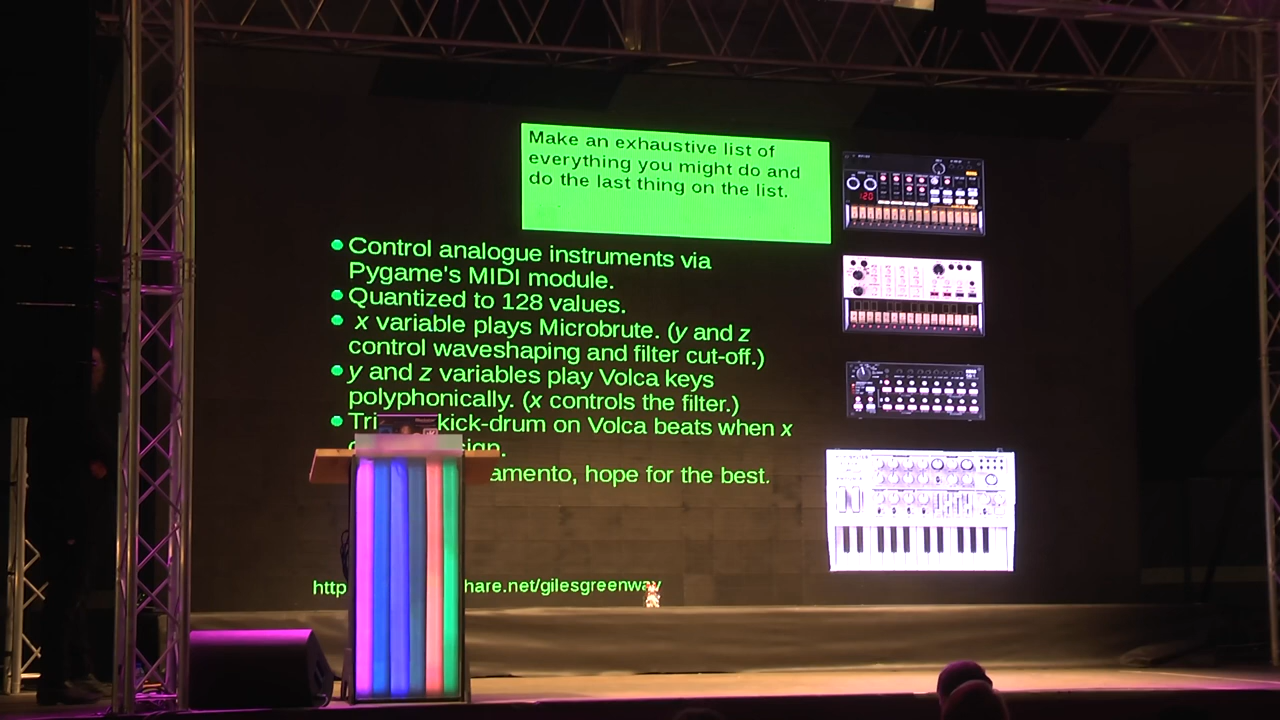 Make an exhaustive list of
everything you might do and
do the last thing on the list.
Control analogue instruments via
Pygame's MIDI module.
Quantized to 128 values.
x variable plays Microbrute. (y and z
control waveshaping and filter cut-off.)
y and z variables play Volca keys
polyphonically. (x controls the filter.)
kick-drum on Volca beats when x
hope for the best.
http
hare.net/gilesgreenway
120